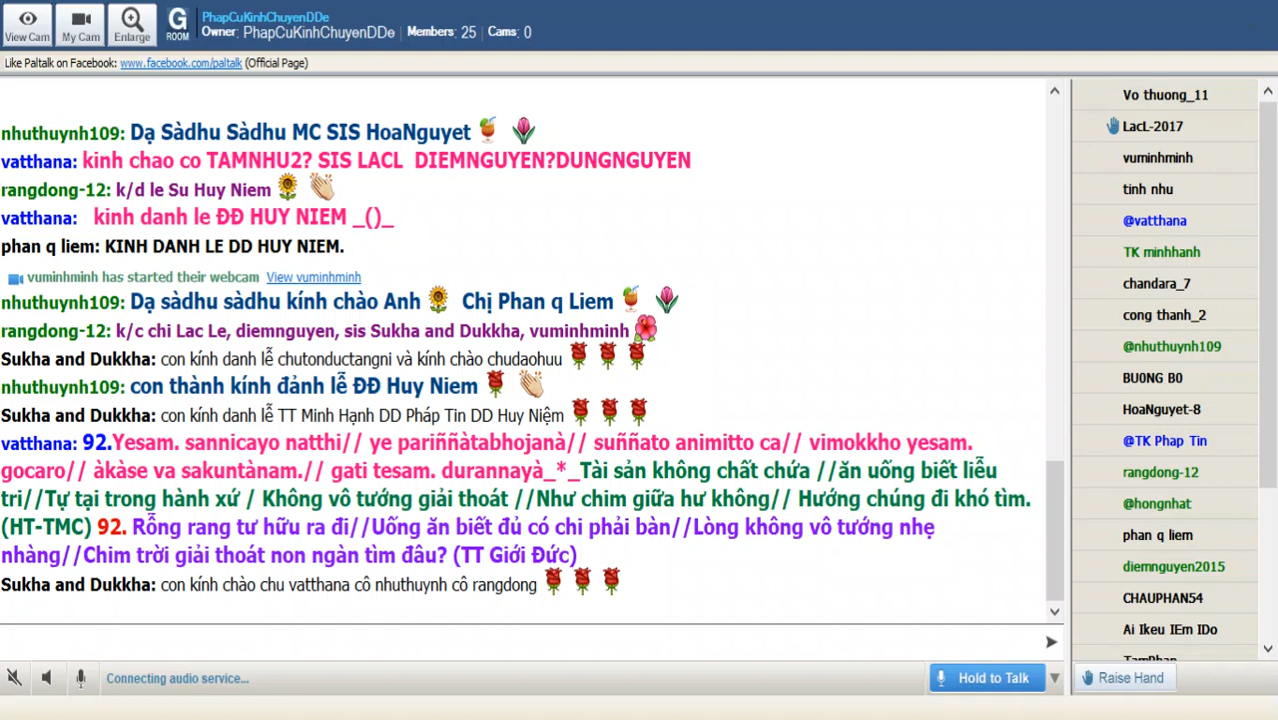 View Cam
My Cam
Enlarge
G
ROOM
PhapCuKinhChuyenDDe
Owner: PhapCuKinhChuyenDDe Members: 25 Cams: 0
Like Paltalk on Facebook: www.facebook.com/paltalk (Official Page)
nhuthuynh109: Dạ Sàdhu Sàdhu MC SIS HoaNguyet
vatthana: kinh chao co TAMNHU2? SIS LACL DIEMNGUYEN?DUNGNGUYEN
rangdong-12: k/d le Su Huy Niem
vatthana: kinh danh le ĐĐ HUY NIEM _()_
phan q liem: KINH DANH LE DD HUY NIEM.
vuminhminh has started their webcam View vuminhminh
nhuthuynh109: Dạ sàdhu sàdhu kính chào Anh Chị Phan q Liem
rangdong-12: k/c chi Lac Le, diemnguyen, sis Sukha and Dukkha, vuminhminh
Sukha and Dukkha: con kính danh lễ chutonductangni và kính chào chudaohuu
nhuthuynh109: con thành kính đảnh lễ ĐĐ Huy Niem
Sukha and Dukkha: con kính danh lễ TT Minh Hạnh DD Pháp Tin DD Huy Niệm
vatthana: 92.Yesam. sannicayo natthi// ye pariññàtabhojanà// suññato animitto ca// vimokkho yesam.
gocaro// àkàse va sakuntànam.// gati tesam. durannayà_*_Tài sản không chất chứa //ăn uống biết liễu
tri//Tự tại trong hành xứ / Không vô tướng giải thoát //Như chim giữa hư không// Hướng chúng đi khó tìm.
(HT-TMC) 92. Rỗng rang tư hữu ra đi//Uống ăn biết đủ có chi phải bàn//Lòng không vô tướng nhẹ
nhàng//Chim trời giải thoát non ngàn tìm đâu? (TT Giới Đức)
Sukha and Dukkha: con kính chào chu vatthana cô nhuthuynh cô rangdong
Connecting audio service...
Hold to Talk
Vo thuong_11
LacL-2017
vuminhminh
tinh nhu
@vatthana
TK minhhanh
chandara_7
cong thanh_2
@nhuthuynh109
BU0NG B0
HoaNguyet-8
@TK Phap Tin
rangdong-12
@hongnhat
phan q liem
diemnguyen2015
CHAUPHAN54
Ai Ikeu IEm IDo
TamPhan
Raise Hand